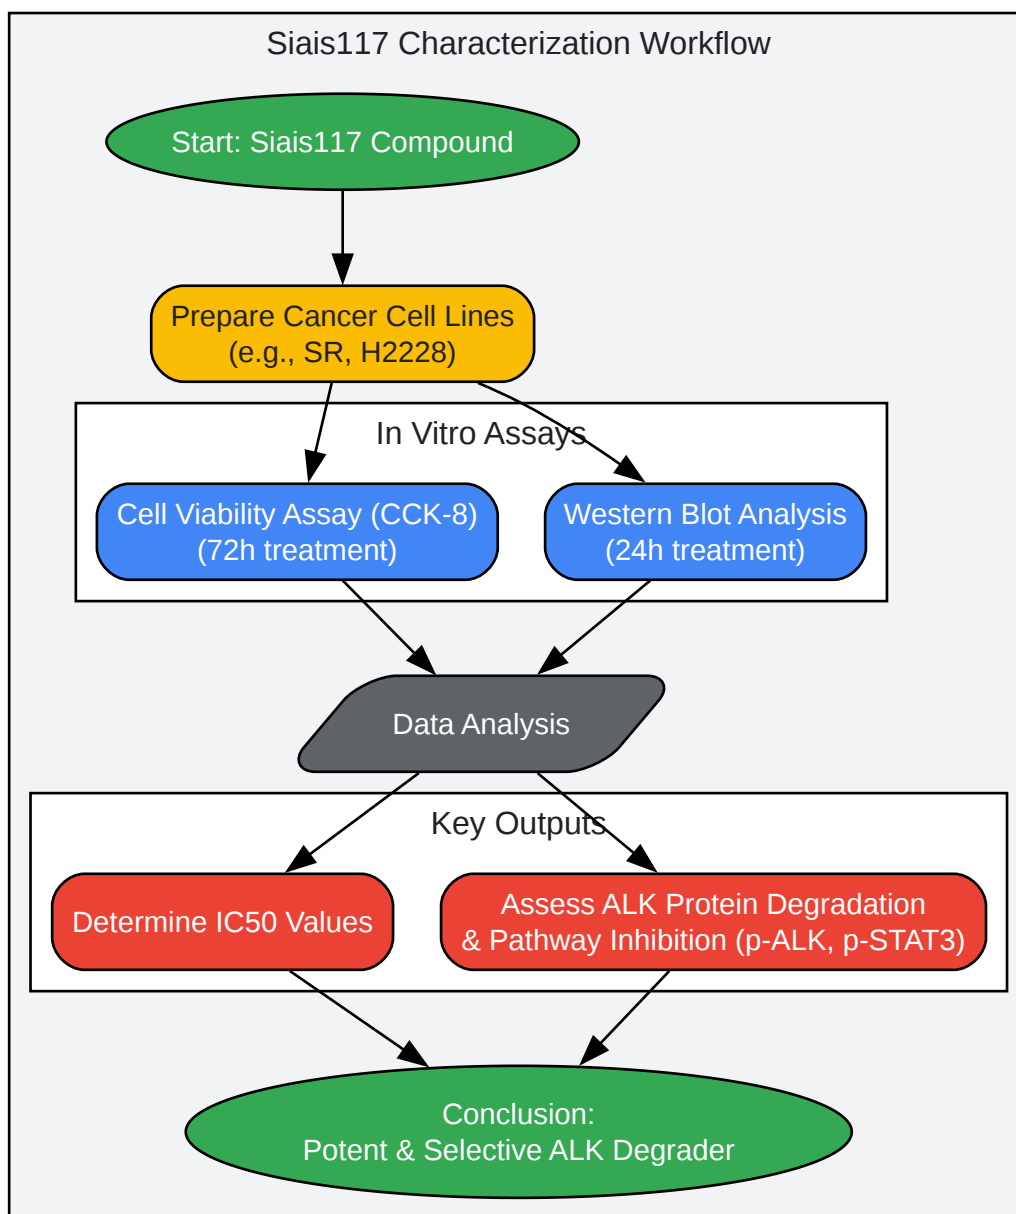 Siais117 Characterization Workflow
Start: Siais117 Compound
Prepare Cancer Cell Lines
(e.g., SR, H2228)
In Vitro Assays
Cell Viability Assay (CCK-8)
(72h treatment)
Western Blot Analysis
(24h treatment)
Data Analysis
Key Outputs
Determine IC50 Values
Assess ALK Protein Degradation
& Pathway Inhibition (p-ALK, p-STAT3)
Conclusion:
Potent & Selective ALK Degrader